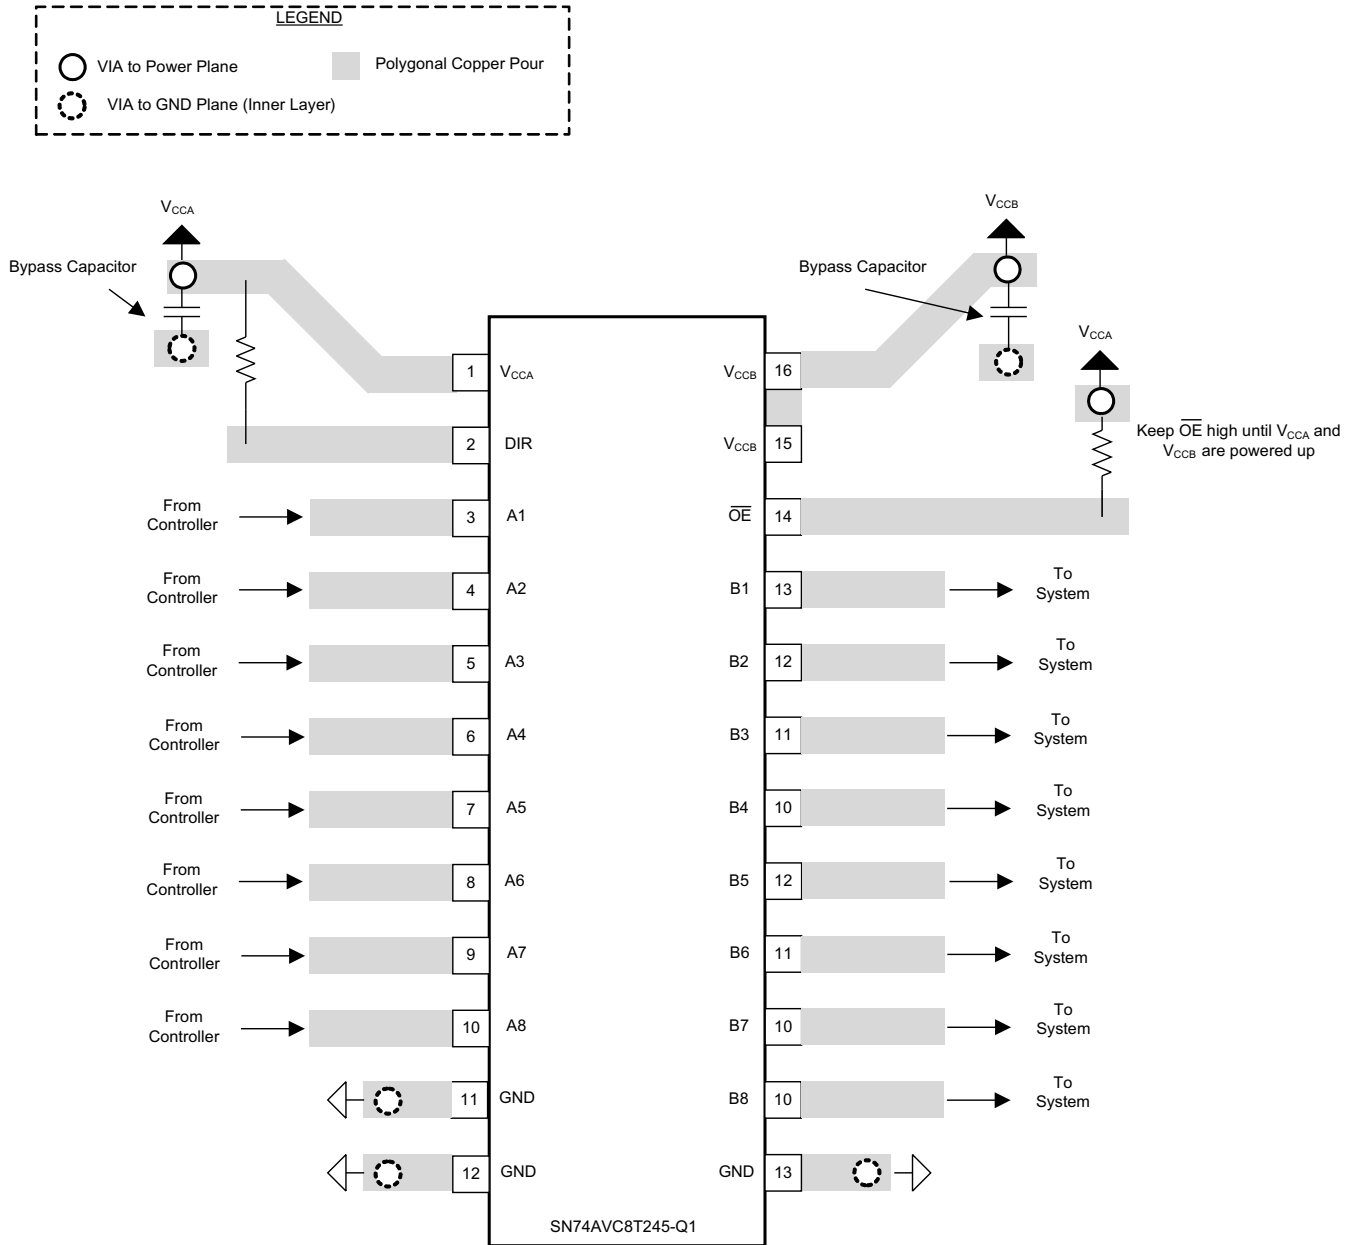 LEGEND
VIA to Power Plane
Polygonal Copper Pour
VIA to GND Plane (Inner Layer)
VCCA
Bypass Capacitor
VCCB
Bypass Capacitor
VCCA
Keep OE high until VCCA and
VCCB are powered up
1 VCCA
VCCB 16
2 DIR
VCCB 15
From
Controller
3 A1
OE 14
From
Controller
4 A2
B1 13
To
System
From
Controller
5 A3
B2 12
To
System
From
Controller
6 A4
B3 11
To
System
From
Controller
7 A5
B4 10
To
System
From
Controller
8 A6
B5 12
To
System
From
Controller
9 A7
B6 11
To
System
From
Controller
10 A8
B7 10
To
System
11 GND
B8 10
To
System
12 GND
GND 13
SN74AVC8T245-Q1